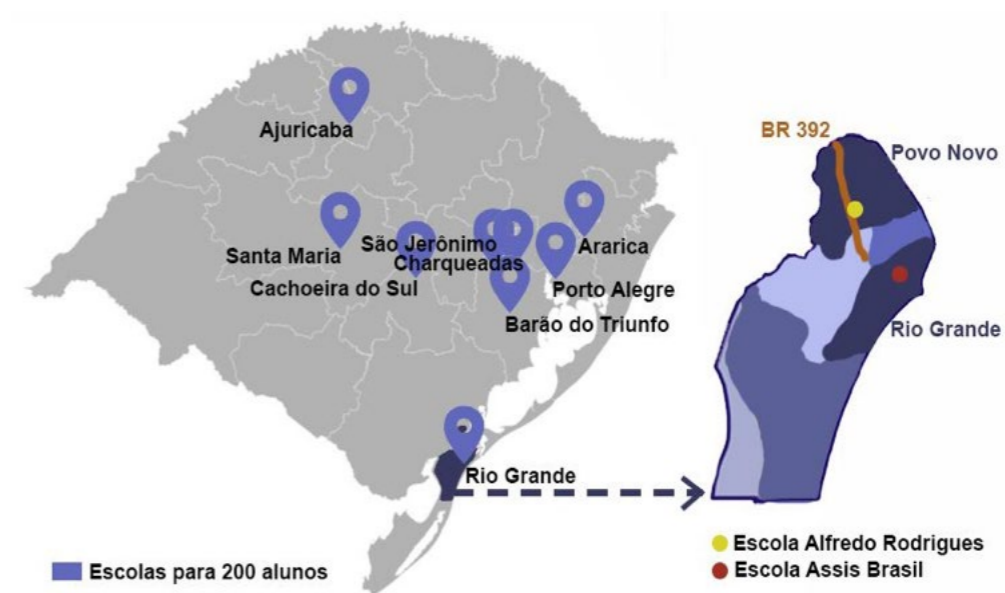 Ajuricaba
Santa Maria
São Jerônimo
Charqueadas
Cachoeira do Sul
Ararica
Porto Alegre
Barão do Triunfo
Rio Grande
Escolas para 200 alunos
BR 392
Povo Novo
Rio Grande
Escola Alfredo Rodrigues
Escola Assis Brasil